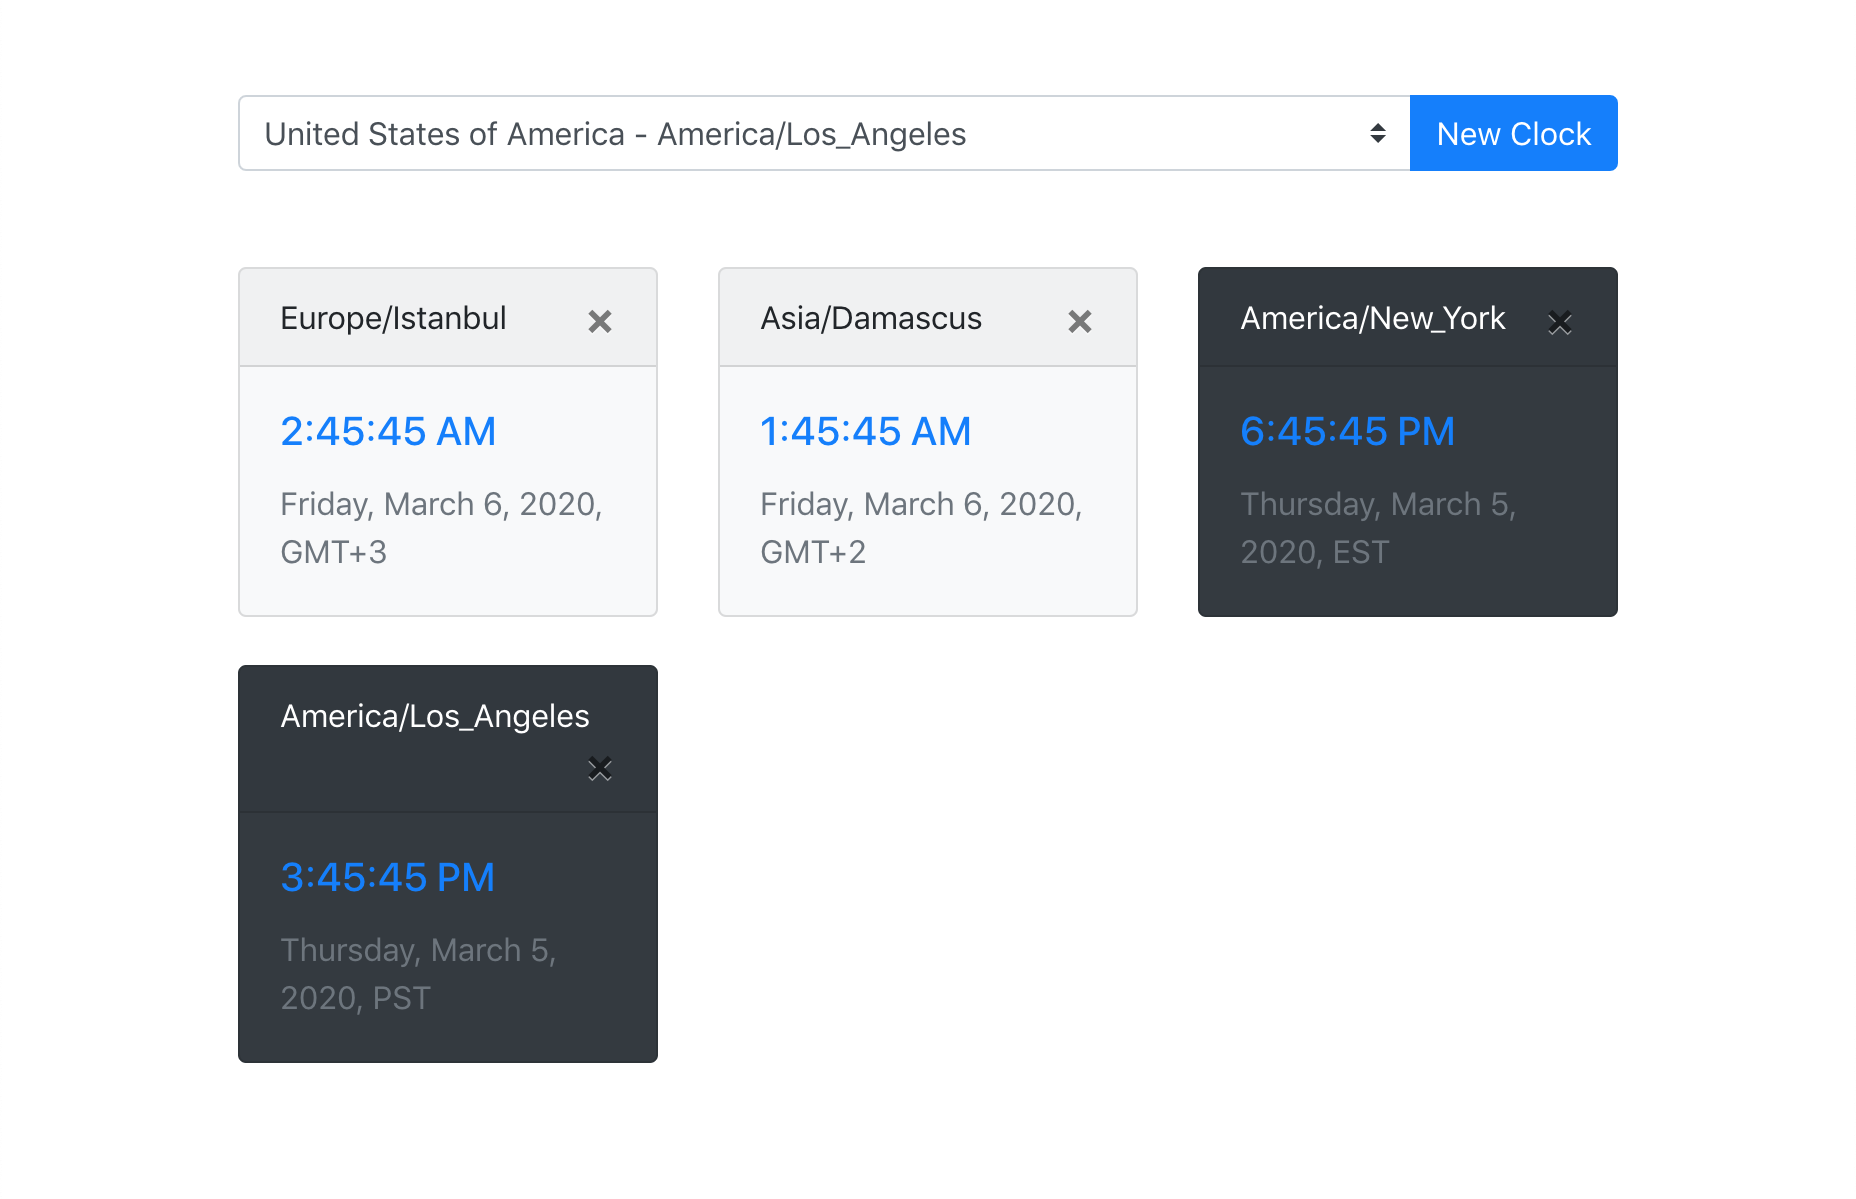 United States of America - America/Los_Angeles
New Clock
Europe/Istanbul
2:45:45 AM
Friday, March 6, 2020,
GMT+3
Asia/Damascus
1:45:45 AM
Friday, March 6, 2020,
GMT+2
America/New_York
6:45:45 PM
Thursday, March 5,
2020, EST
America/Los_Angeles
3:45:45 PM
Thursday, March 5,
2020, PST